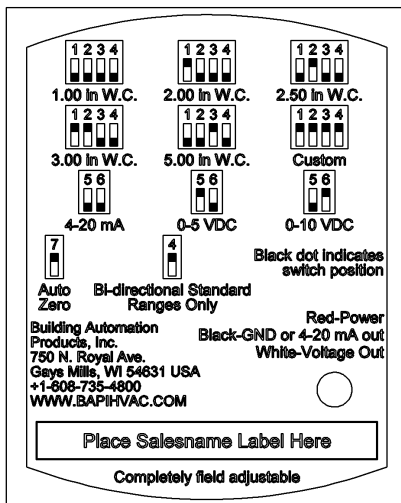 1 2 3 4 1 2 3 4 1 2 3 4
1.00 in W.C. 2.00 in W.C. 2.50 in W.C.
1 2 3 4 1 2 3 4 1 2 3 4
3.00 in W.C. 5.00 in W.C. Custom
5 6 5 6 5 6
4-20 mA 0-5 VDC 0-10 VDC
7 4
Auto
Zero
Bi-directional Standard
Ranges Only
Black dot indicates
switch position
Red-Power
Black-GND or 4-20 mA out
White-Voltage Out
Building Automation
Products, Inc.
750 N. Royal Ave.
Gays Mills, WI 54631 USA
+1-608-735-4800
WWW.BAPIHVAC.COM
Place Salesname Label Here
Completely field adjustable